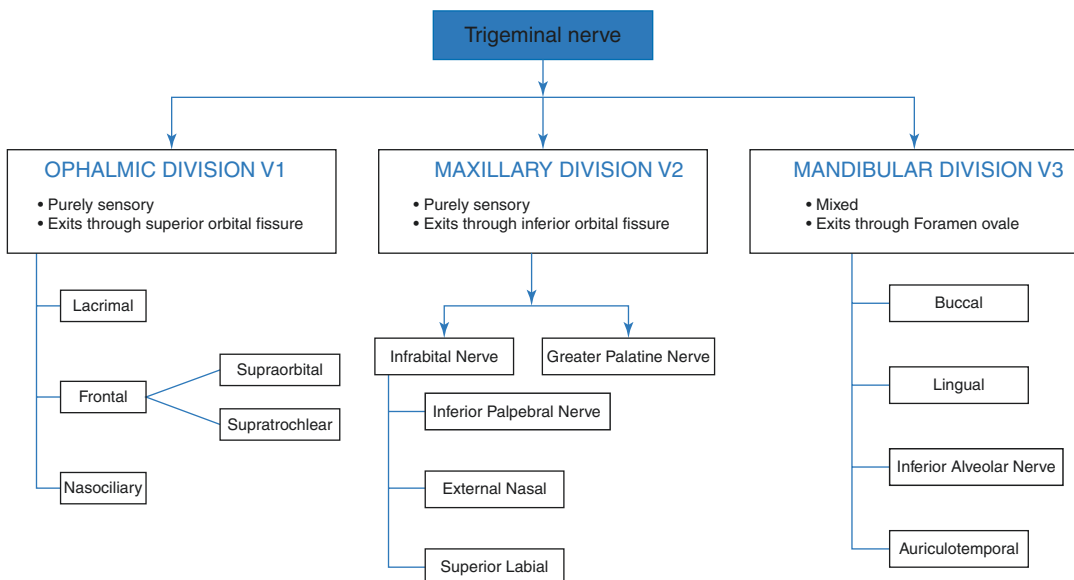 Trigeminal nerve
OPHALMIC DIVISION V1
• Purely sensory
• Exits through superior orbital fissure
Lacrimal
Frontal
Supraorbital
Supratrochlear
Nasociliary
MAXILLARY DIVISION V2
• Purely sensory
• Exits through inferior orbital fissure
Infrabital Nerve
Greater Palatine Nerve
Inferior Palpebral Nerve
External Nasal
Superior Labial
MANDIBULAR DIVISION V3
• Mixed
• Exits through Foramen ovale
Buccal
Lingual
Inferior Alveolar Nerve
Auriculotemporal